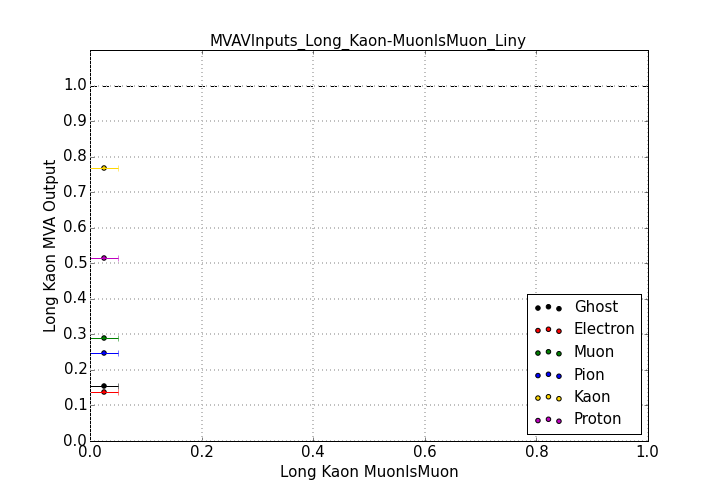 MVAVInputs_Long_Kaon-MuonIsMuon_Liny
1.0
0.9
0.8
0.7
0.6
0.5
0.4
0.3
0.2
0.1
0.0
Long Kaon MVA Output
Ghost
Electron
Muon
Pion
Kaon
Proton
0.0 0.2 0.4 0.6 0.8 1.0
Long Kaon MuonIsMuon